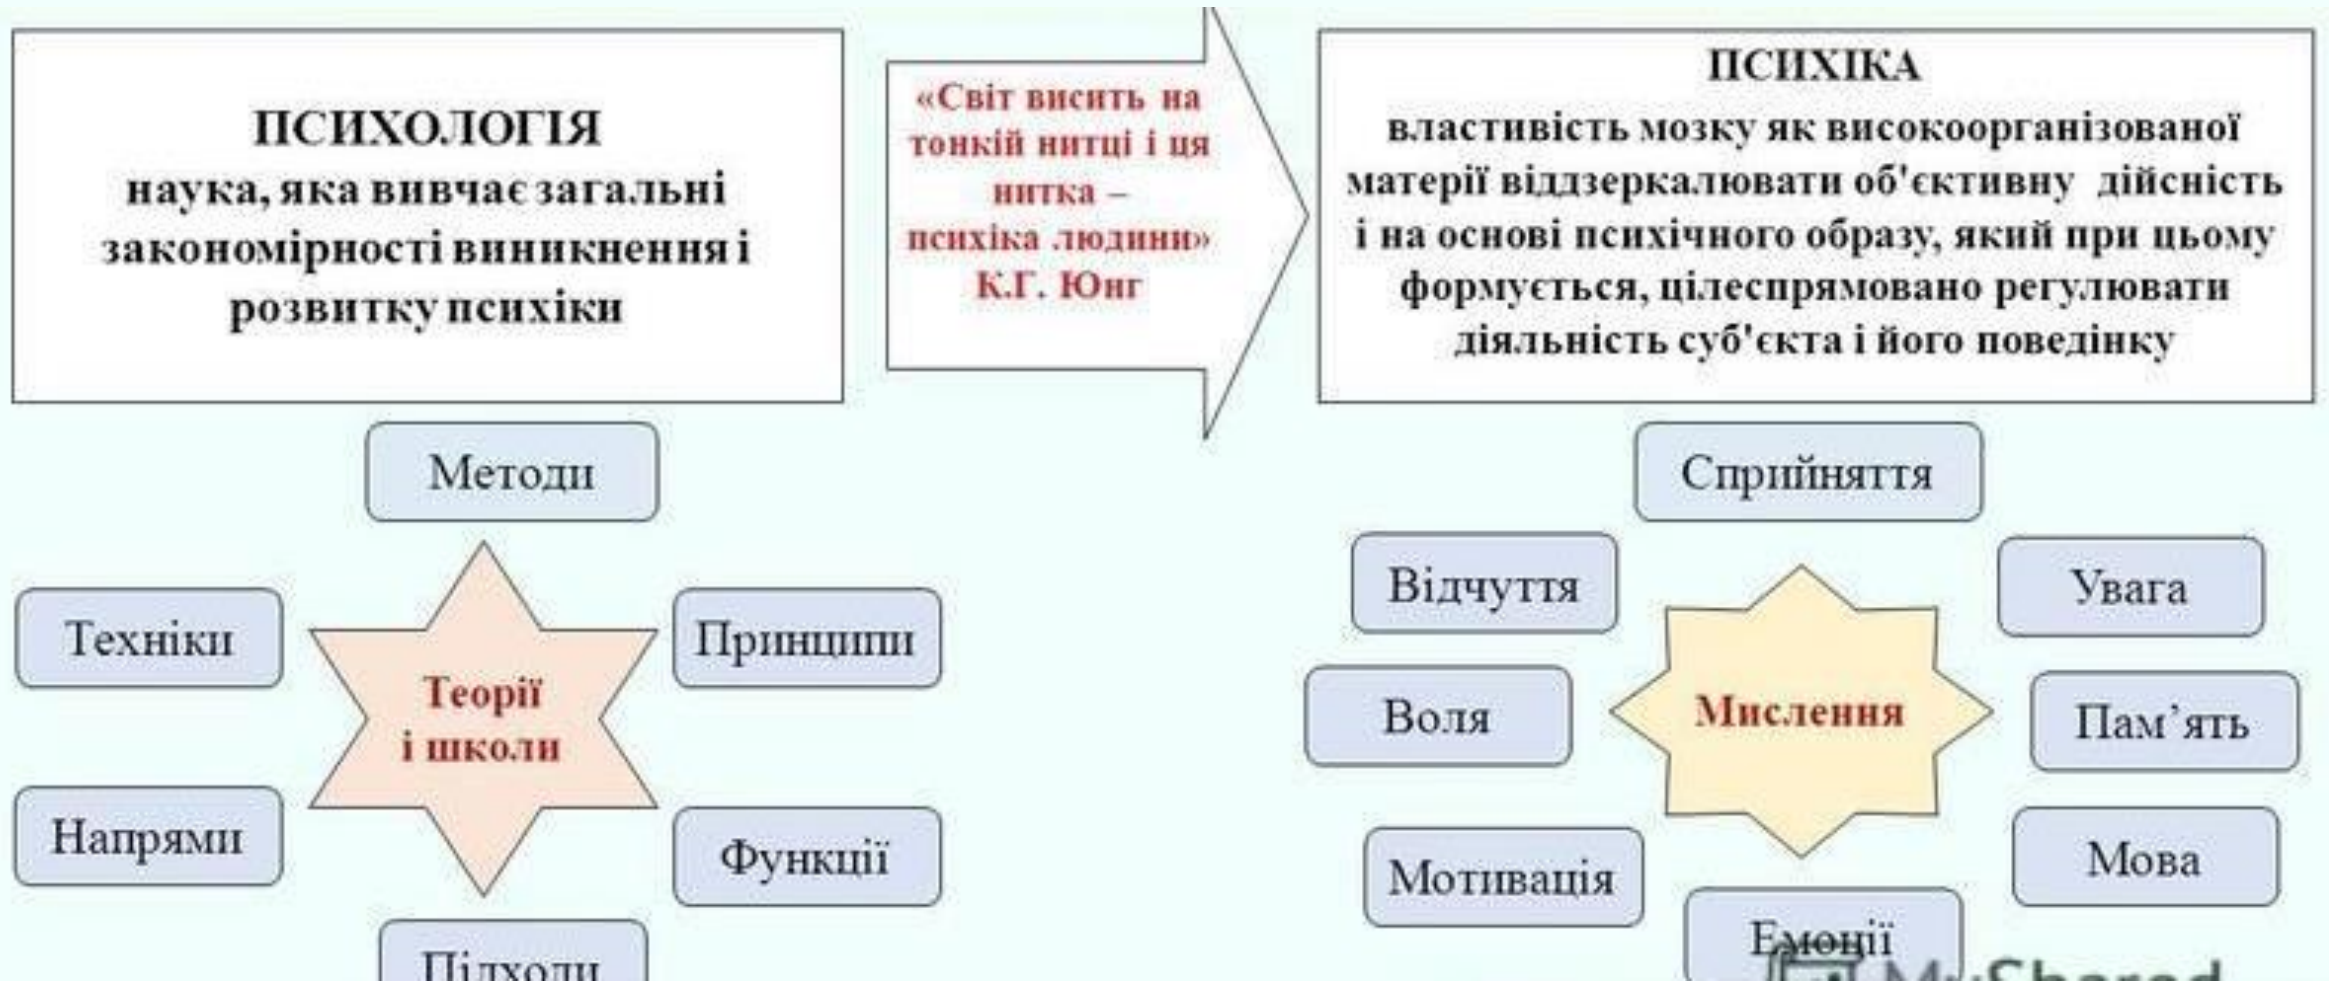 ПСИХОЛОГІЯ
наука, яка вивчає загальні
закономірності виникнення і
розвитку психіки
«Світ висить на
тонкій нитці і ця
нитка –
психіка людини»
К.Г. Юнг
ПСИХІКА
властивість мозку як високоорганізованої
матерії віддзеркалювати об'єктивну дійсність
і на основі психічного образу, який при цьому
формується, цілеспрямовано регулювати
діяльність суб'єкта і його поведінку
Методи
Техніки
Принципи
Теорії
і школи
Напрями
Функції
Підходи
Сприйняття
Відчуття
Увага
Воля
Мислення
Пам’ять
Мотивація
Мова
Емоції
MyShared